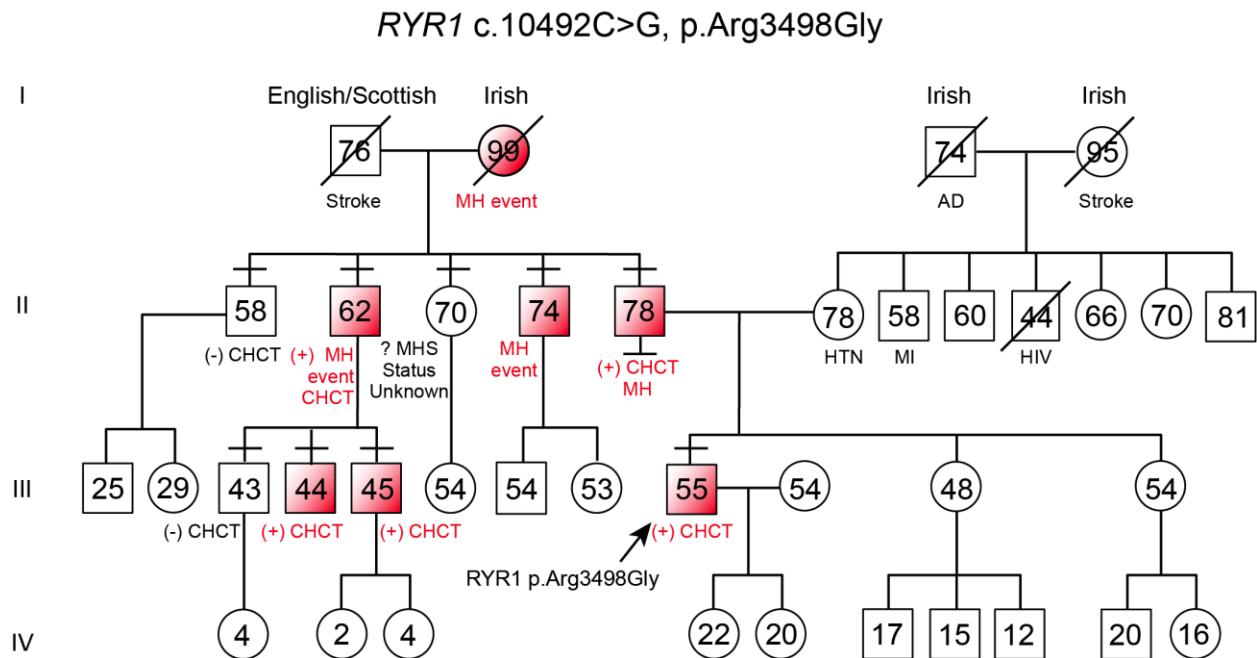 RYR1 c.10492C>G, p.Arg3498Gly
I
English/Scottish
Irish
Irish
Irish
76
99
74
95
Stroke
MH event
AD
Stroke
II
58
62
70
74
78
78
58
60
44
66
70
81
(-) CHCT
(+) MH
event
CHCT
? MHS
Status
Unknown
MH
event
(+) CHCT
MH
HTN
MI
HIV
III
25
29
43
44
45
54
54
53
55
54
48
54
(-) CHCT
(+) CHCT
(+) CHCT
(+) CHCT
RYR1 p.Arg3498Gly
IV
4
2
4
22
20
17
15
12
20
16